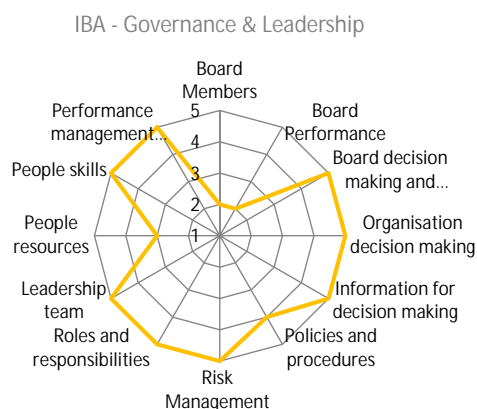 IBA - Governance & Leadership
Board
Members
Board
Performance
Board decision
making and...
Organisation
decision making
Information for
decision making
Policies and
procedures
Risk
Management
Roles and
responsibilities
Leadership
team
People
resources
People skills
Performance
management...
5
4
3
2
1